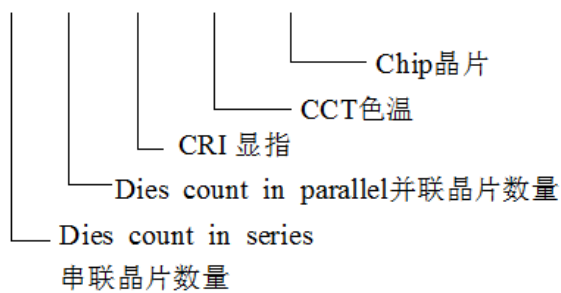 Chip晶片
CCT色温
CRI 显指
Dies count in parallel并联晶片数量
Dies count in series
串联晶片数量